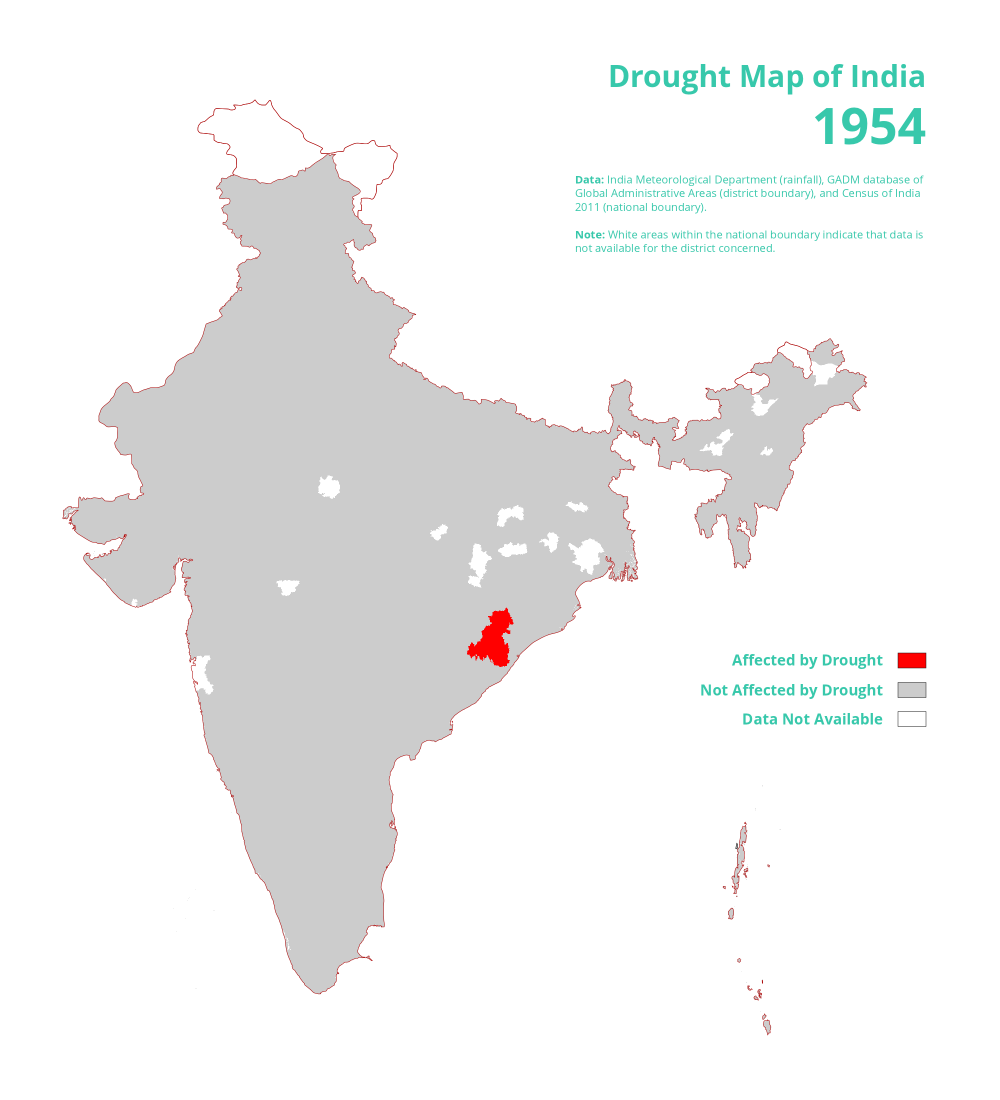 Drought Map of India
1954
Data: India Meteorological Department (rainfall), GADM database of
Global Administrative Areas (district boundary), and Census of India
2011 (national boundary).
Note: White areas within the national boundary indicate that data is
not available for the district concerned.
Affected by Drought
Not Affected by Drought
Data Not Available